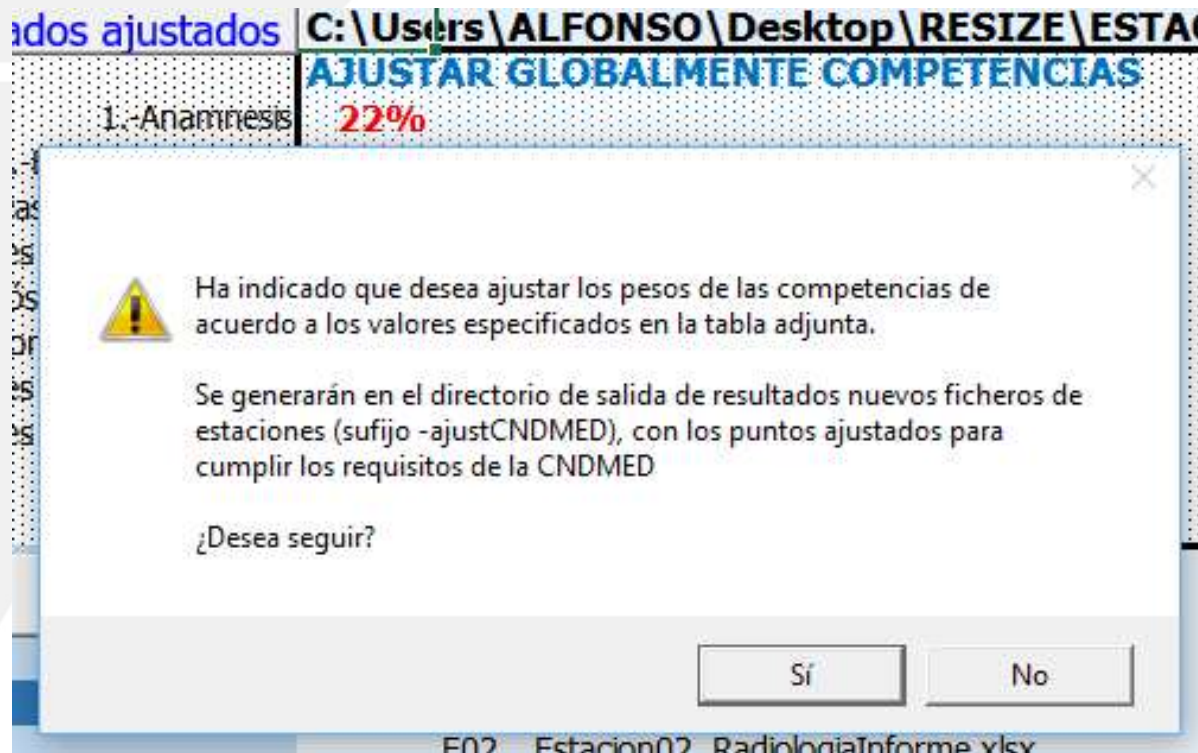 ados ajustados C:\Users\ALFONSO\Desktop\RESIZE\ESTA
AJUSTAR GLOBALMENTE COMPETENCIAS
1.-Anamnesis 22%
Ha indicado que desea ajustar los pesos de las competencias de
acuerdo a los valores especificados en la tabla adjunta.
Se generarán en el directorio de salida de resultados nuevos ficheros de
estaciones (sufijo -ajustCNDMED), con los puntos ajustados para
cumplir los requisitos de la CNDMED
¿Desea seguir?
Sí No
E02 Estacion02 RadiologiaInforme.xlsx